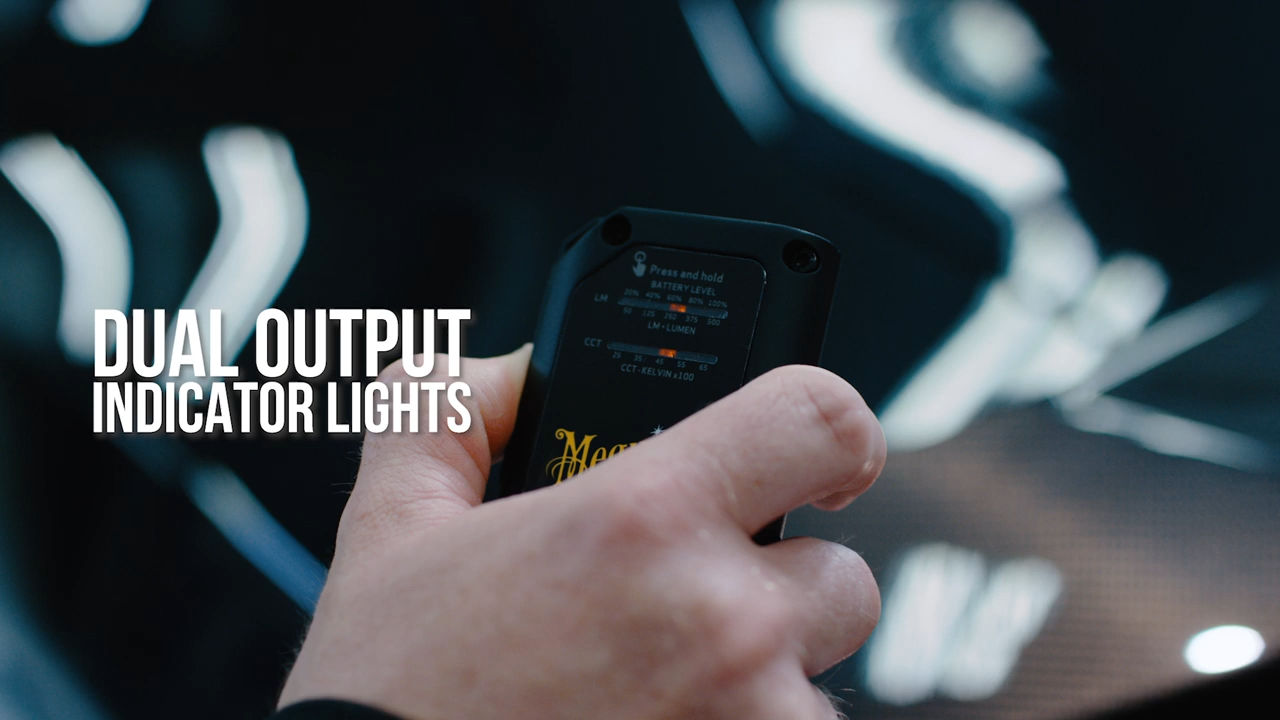 DUAL OUTPUT
INDICATOR LIGHTS
Press and hold
BATTERY LEVEL
20% 40% 60% 80% 100%
LM
50 125 250 375 500
LM - LUMEN
CCT
25 35 45 55 65
CCT - KELVIN x100
Meg